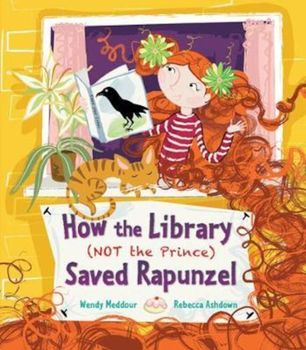 How the Library
(NOT the Prince)
Saved Rapunzel
Wendy Meddour Rebecca Ashdown